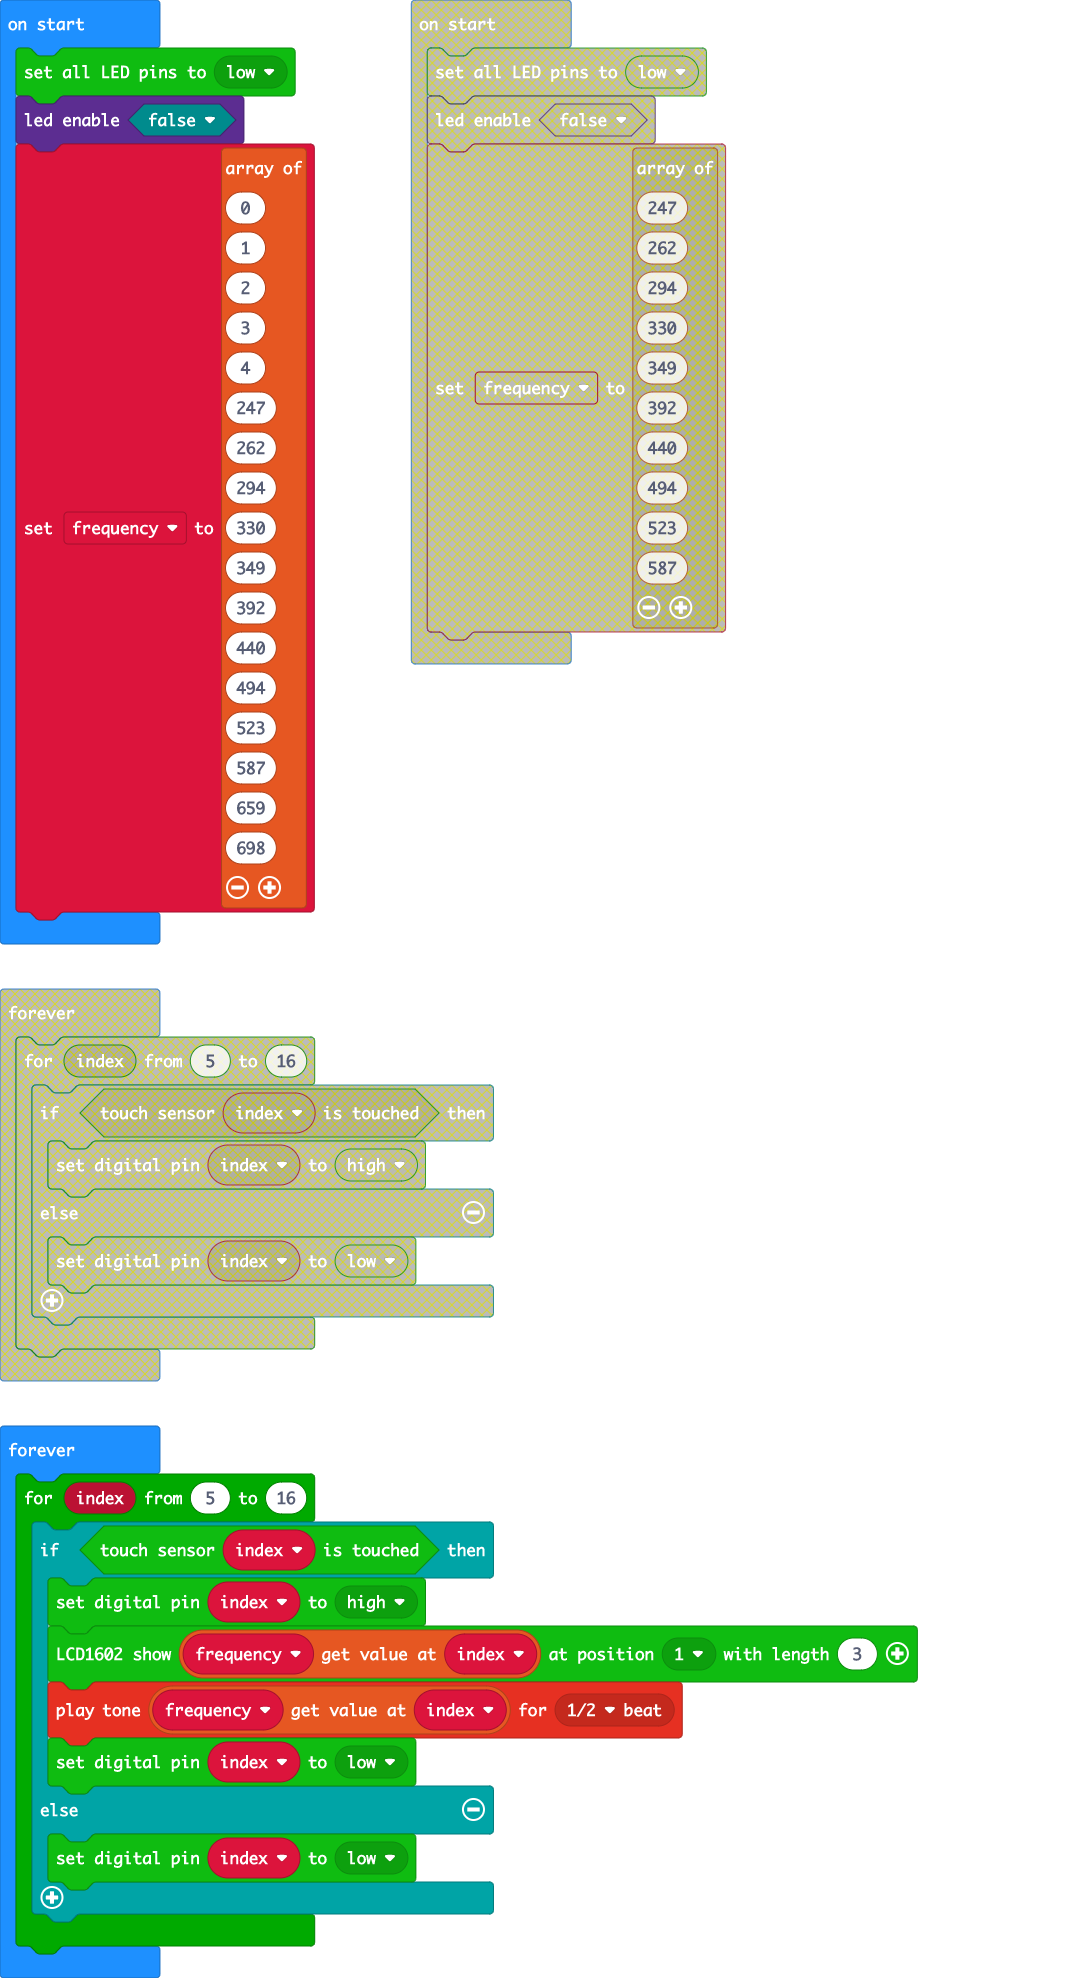 on start
set all LED pins to low
led enable false
set frequency to
array of
0
1
2
3
4
247
262
294
330
349
392
440
494
523
587
659
698
on start
set all LED pins to low
led enable false
set frequency to
array of
247
262
294
330
349
392
440
494
523
587
forever
for index from 5 to 16
if touch sensor index is touched then
set digital pin index to high
else
set digital pin index to low
forever
for index from 5 to 16
if touch sensor index is touched then
set digital pin index to high
LCD1602 show frequency get value at index at position 1 with length 3
play tone frequency get value at index for 1/2 beat
set digital pin index to low
else
set digital pin index to low